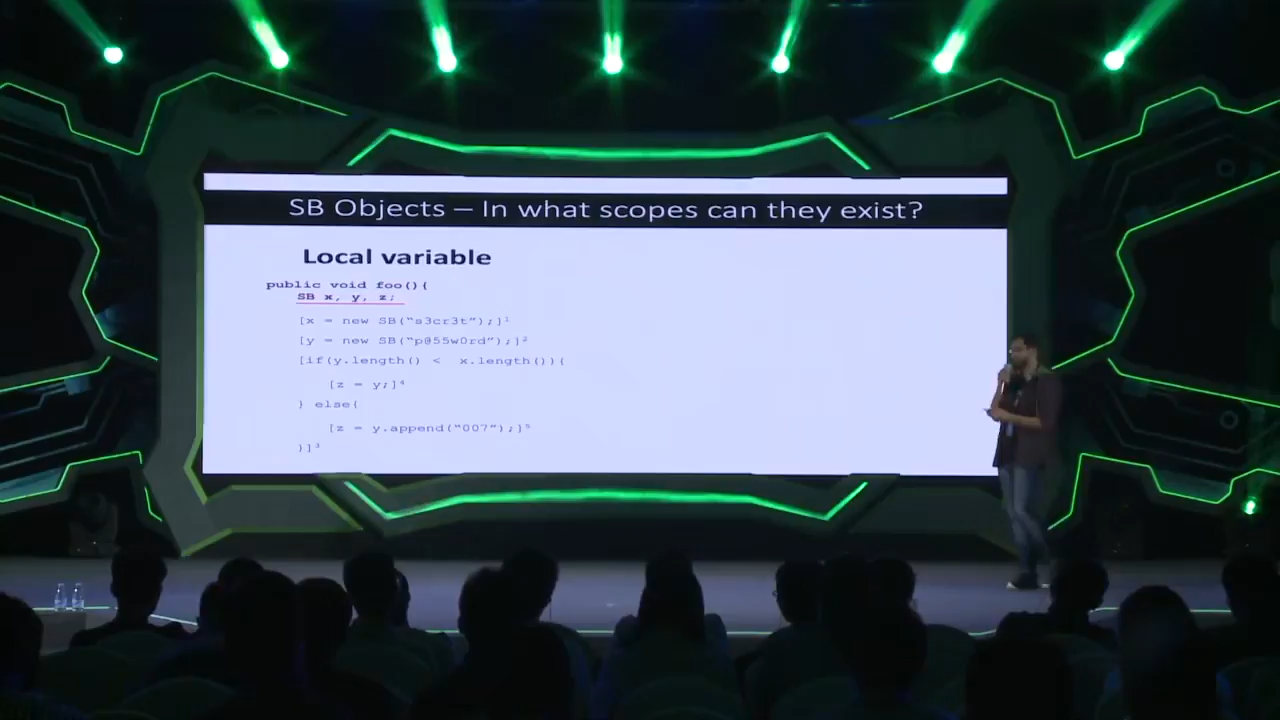 SB Objects – In what scopes can they exist?
Local variable
public void foo(){
SB x, y, z;
[x = new SB("s3cr3t");]1
[y = new SB("p@55w0rd");]2
[if(y.length() < x.length()){
[z = y;]4
} else{
[z = y.append("007");]5
}]3